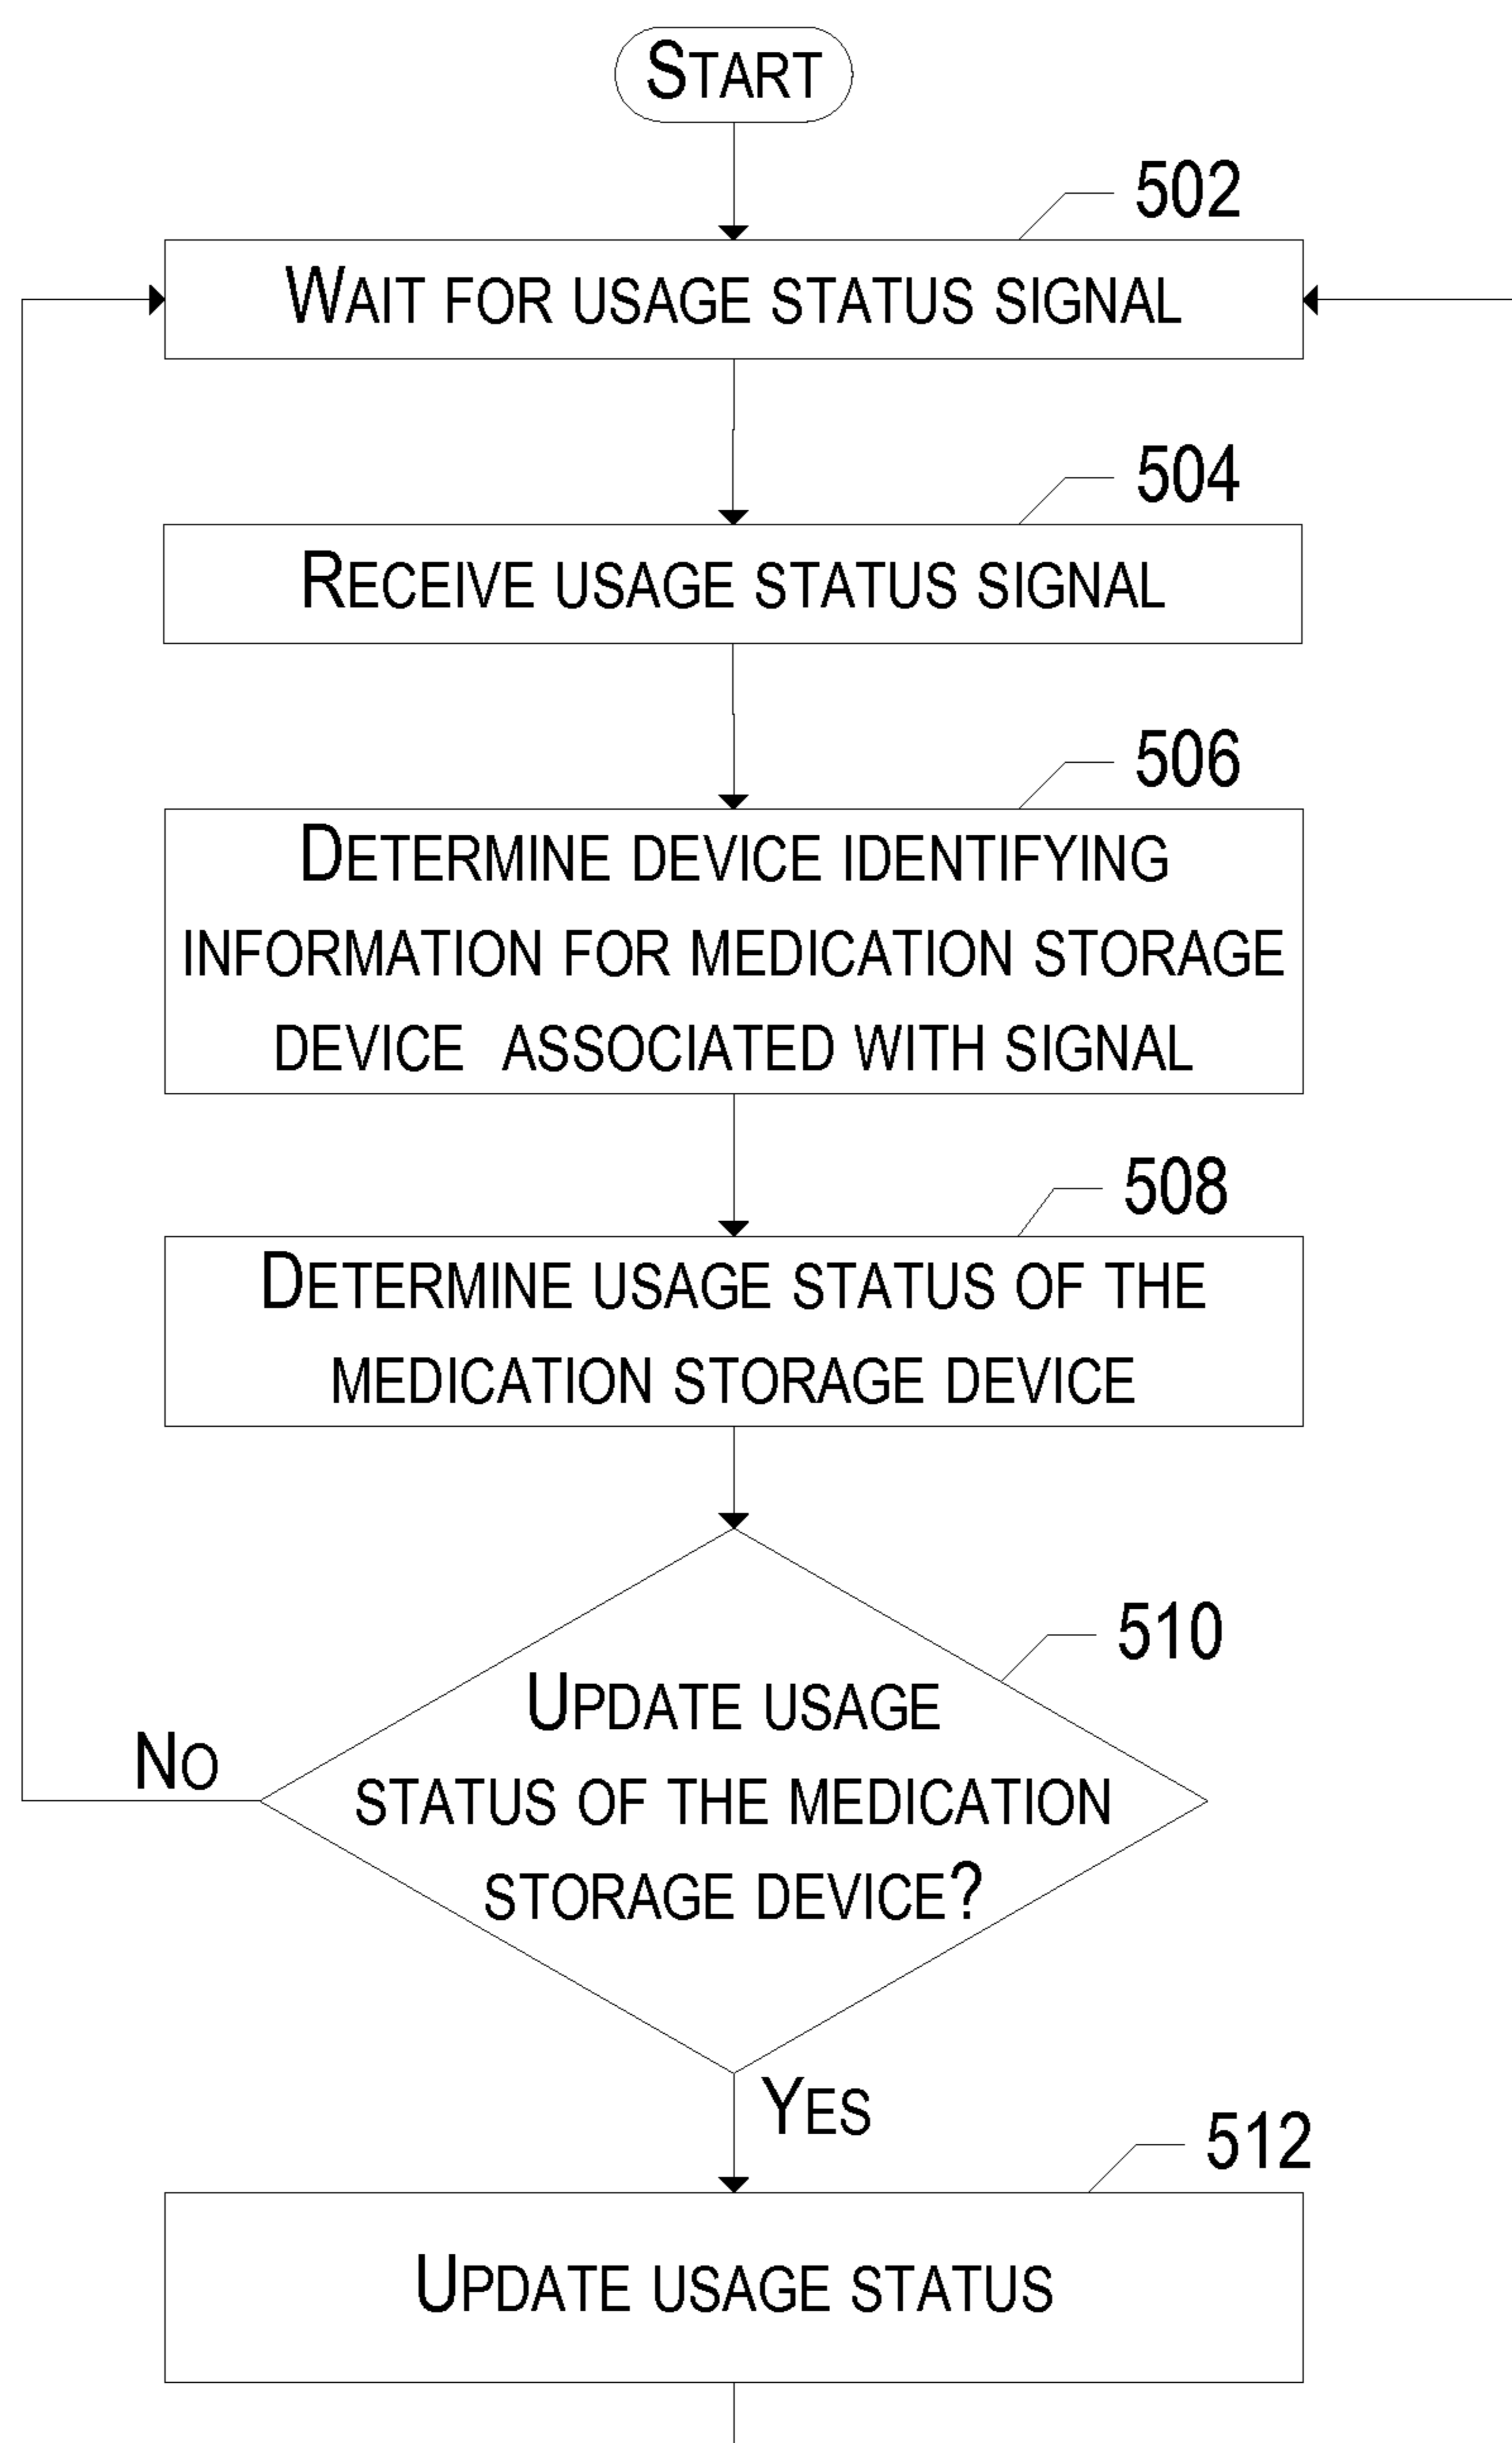 START
502
WAIT FOR USAGE STATUS SIGNAL
504
RECEIVE USAGE STATUS SIGNAL
506
DETERMINE DEVICE IDENTIFYING
INFORMATION FOR MEDICATION STORAGE
DEVICE ASSOCIATED WITH SIGNAL
508
DETERMINE USAGE STATUS OF THE
MEDICATION STORAGE DEVICE
510
UPDATE USAGE
STATUS OF THE MEDICATION
STORAGE DEVICE?
NO
YES
512
UPDATE USAGE STATUS